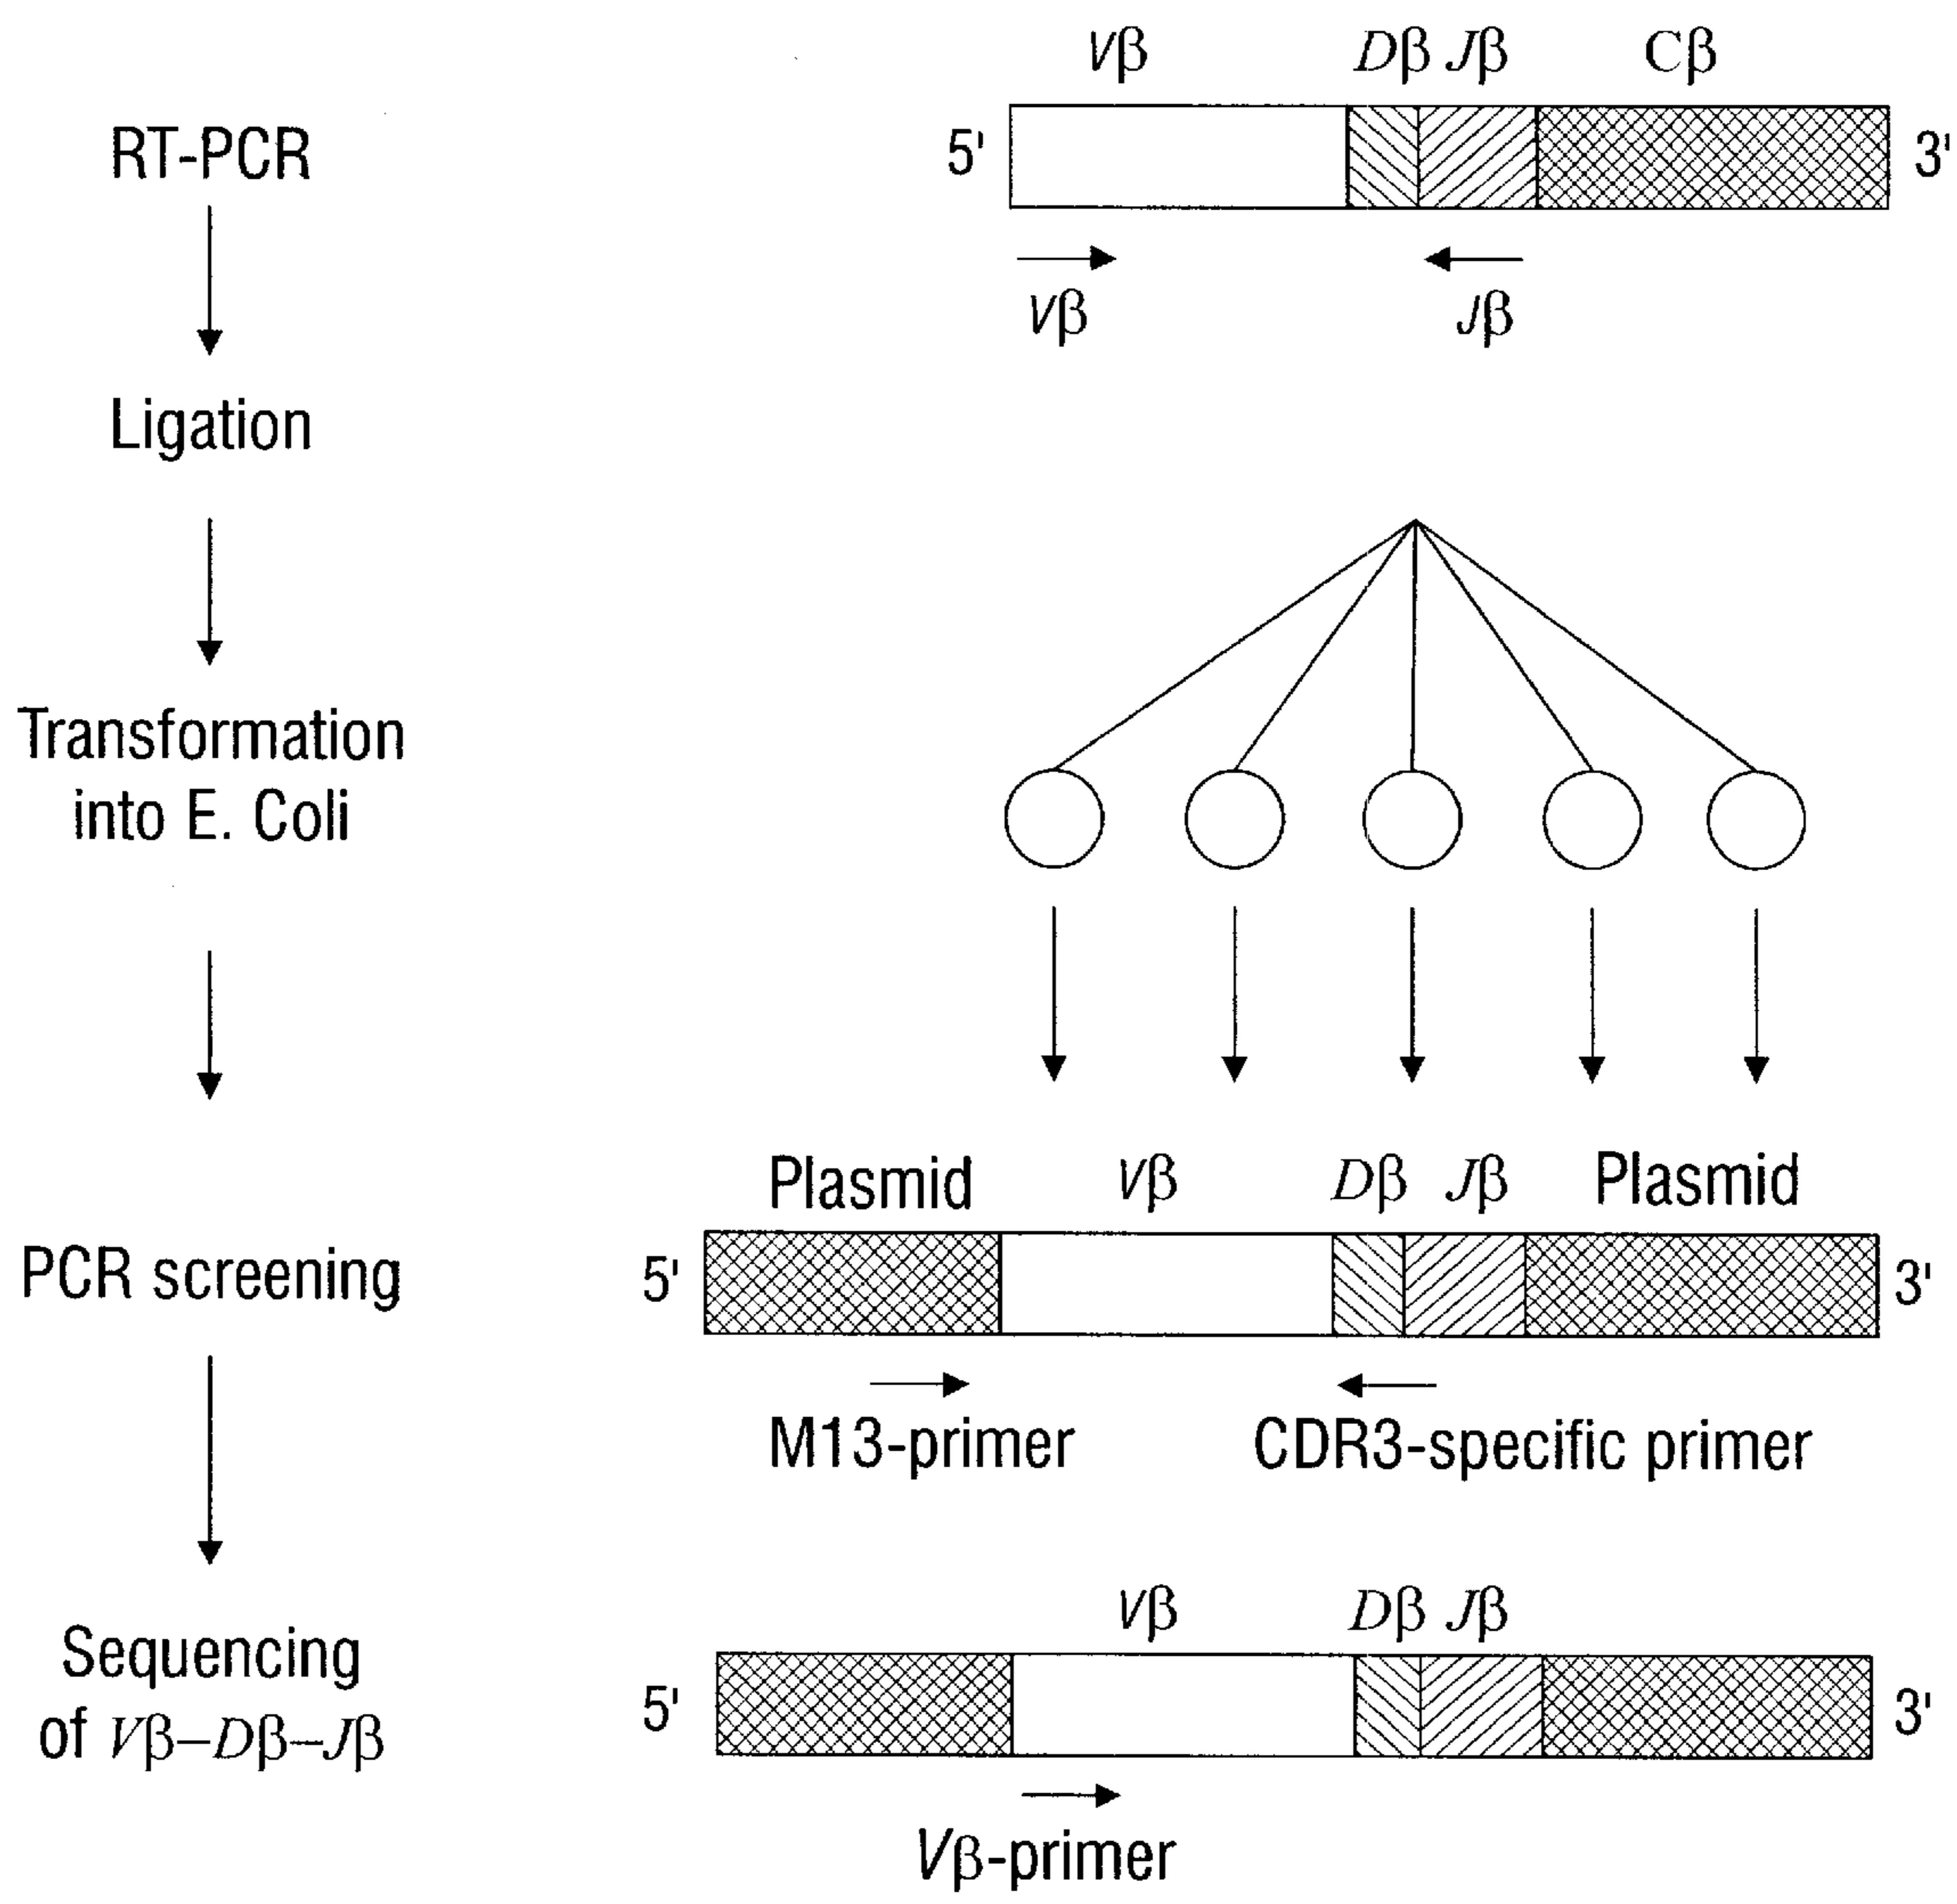 Vβ Dβ Jβ Cβ
RT-PCR 5' 3'
Vβ Jβ
Ligation
Transformation
into E. Coli
Plasmid Vβ Dβ Jβ Plasmid
PCR screening 5' 3'
M13-primer CDR3-specific primer
Vβ Dβ Jβ
Sequencing
of Vβ–Dβ–Jβ
5' 3'
Vβ-primer